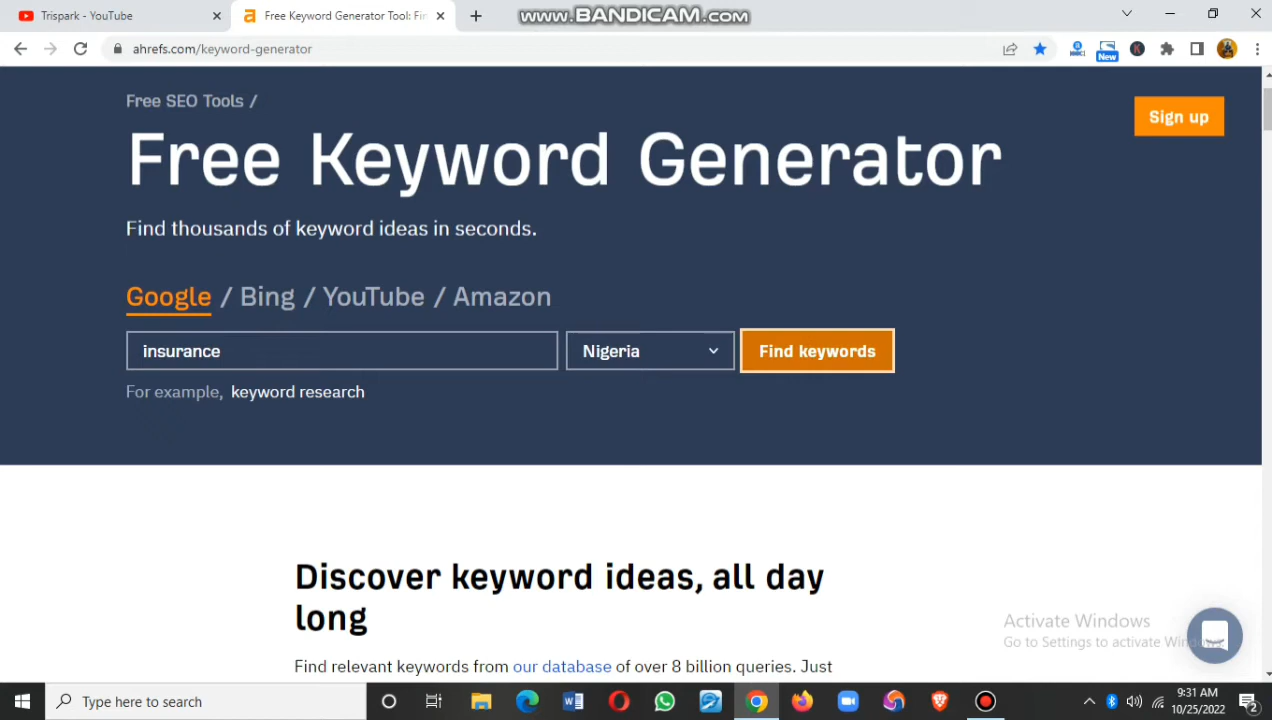 Trispark - YouTube
Free Keyword Generator Tool: Fin
www.BANDICAM.com
ahrefs.com/keyword-generator
New
Free SEO Tools /
Sign up
Free Keyword Generator
Find thousands of keyword ideas in seconds.
Google / Bing / YouTube / Amazon
insurance
Nigeria
Find keywords
For example, keyword research
Discover keyword ideas, all day
long
Activate Windows
Go to Settings to activate Windows.
Find relevant keywords from our database of over 8 billion queries. Just
Type here to search
9:31 AM
10/25/2022
2